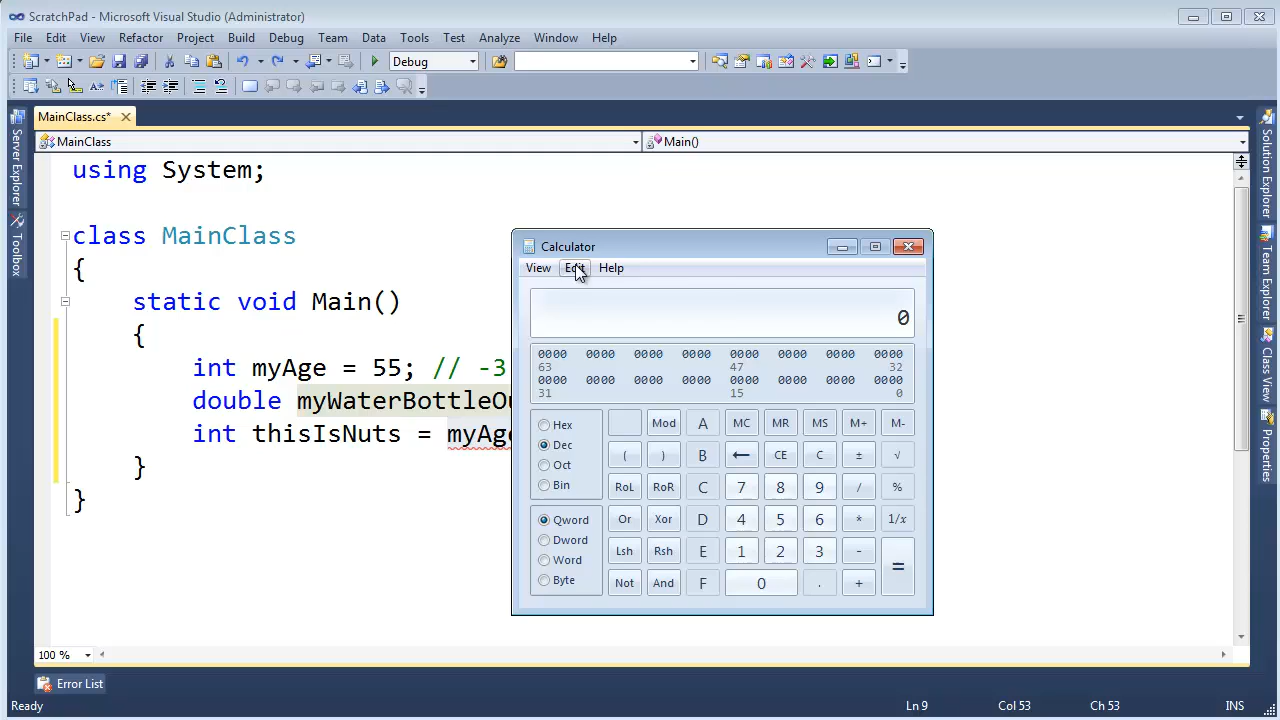 ScratchPad - Microsoft Visual Studio (Administrator)
File Edit View Refactor Project Build Debug Team Data Tools Test Analyze Window Help
Debug
MainClass.cs*
MainClass Main()
Server Explorer
Toolbox
Solution Explorer
Team Explorer
Class View
Properties
using System;
class MainClass
{
static void Main()
{
int myAge = 55; // -3
double myWaterBottleOu
int thisIsNuts = myAge
}
}
Calculator
View Edit Help
0
0000 0000 0000 0000 0000 0000 0000 0000
63 47 32
0000 0000 0000 0000 0000 0000 0000 0000
31 15 0
Hex
Dec
Oct
Bin
Qword
Dword
Word
Byte
Mod A MC MR MS M+ M-
( ) B ← CE C ± √
RoL RoR C 7 8 9 / %
Or Xor D 4 5 6 * 1/x
Lsh Rsh E 1 2 3 - =
Not And F 0 . +
100 %
Error List
Ready Ln 9 Col 53 Ch 53 INS